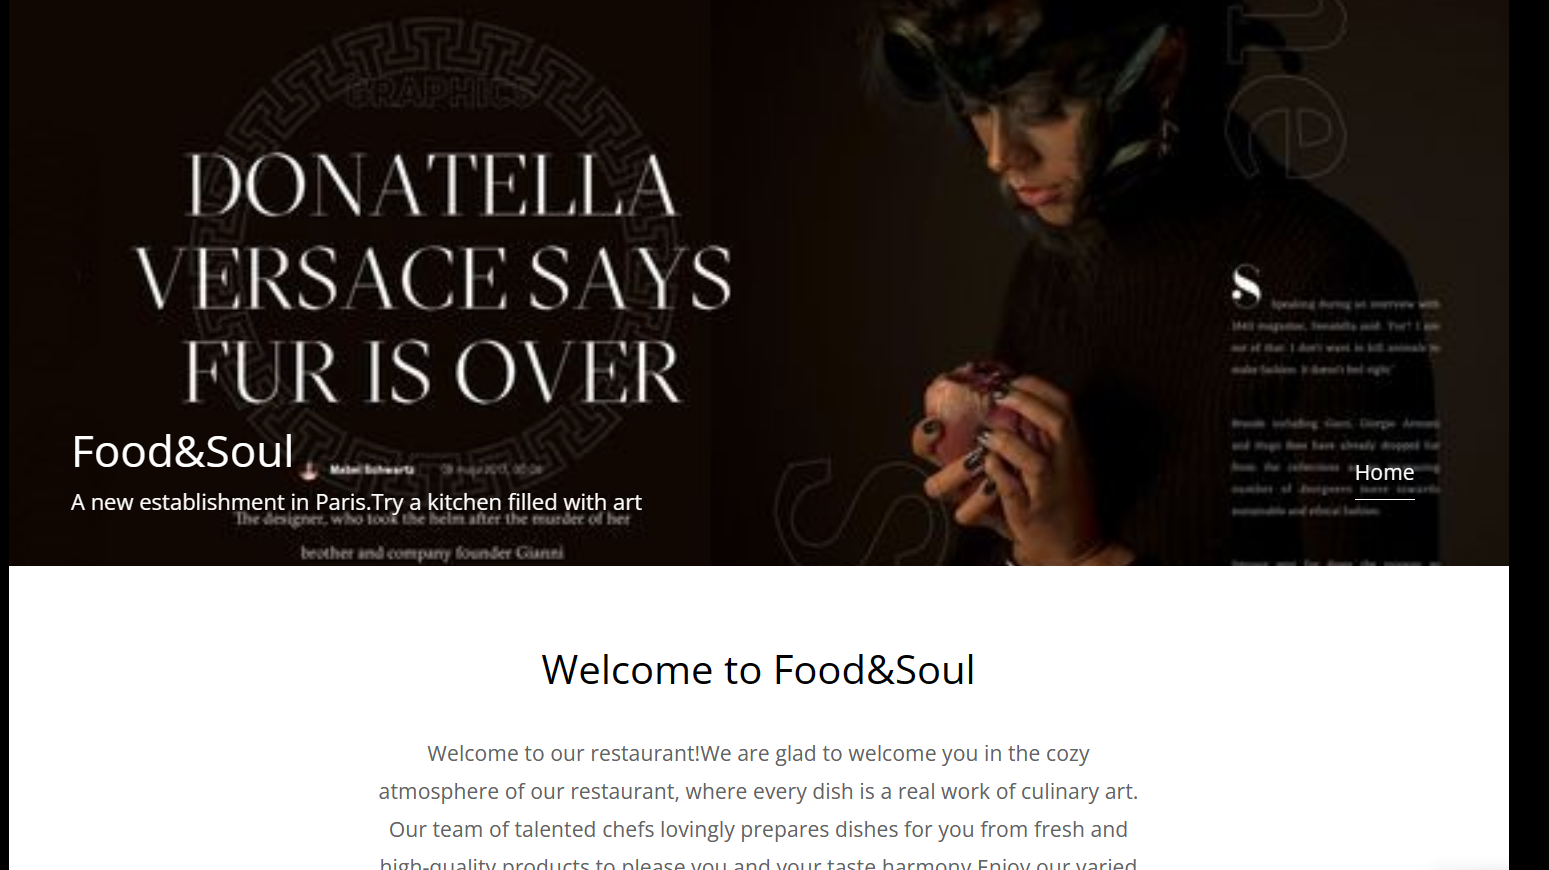 GRAPHICS
DONATELLA
VERSACE SAYS
FUR IS OVER
Food&Soul
Mabel Schwartz
A new establishment in Paris.Try a kitchen filled with art
The designer, who took the helm after the murder of her
brother and company founder Gianni
S
Speaking during an interview with
1843 magazine, Donatella said: "Fur? I am
out of that. I don't want to kill animals to
make fashion. It doesn't feel right"
Brands including Gucci, Giorgio Armani
and Hugo Boss have already dropped fur
from the collections
number of designers move towards
sustainable and ethical fashion.
Home
Welcome to Food&Soul
Welcome to our restaurant!We are glad to welcome you in the cozy
atmosphere of our restaurant, where every dish is a real work of culinary art.
Our team of talented chefs lovingly prepares dishes for you from fresh and
high-quality products to please you and your taste harmony.Enjoy our varied